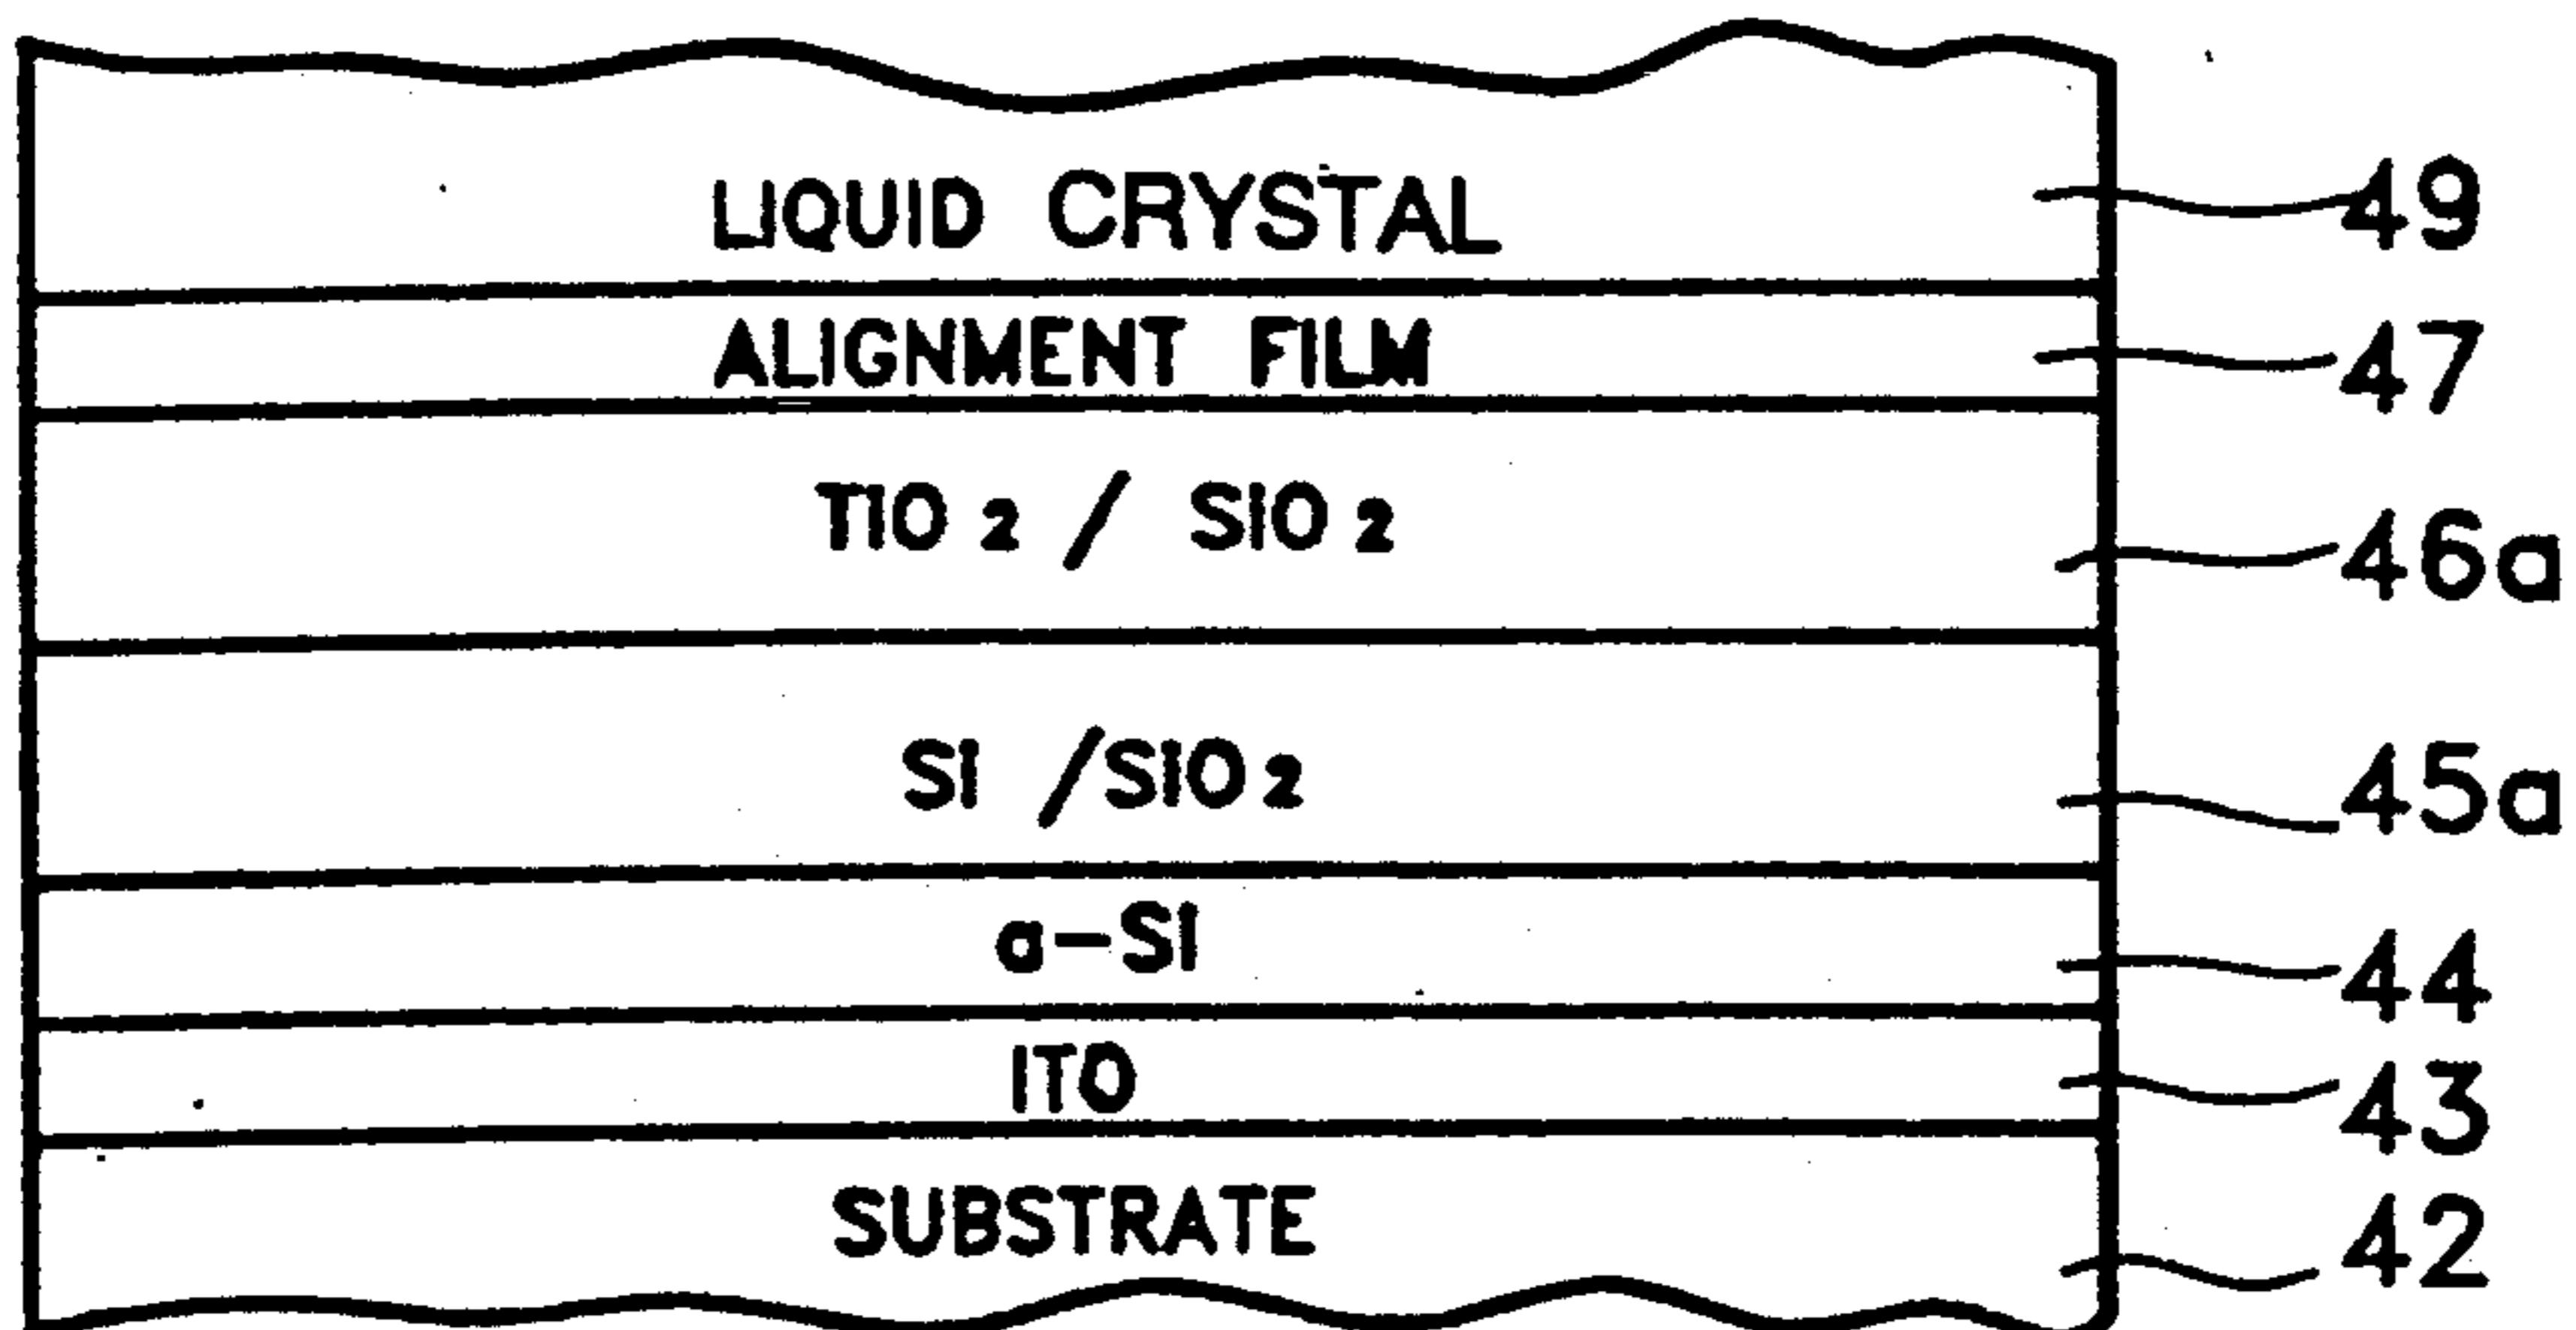 LIQUID CRYSTAL 49
ALIGNMENT FILM 47
TIO 2 / SIO 2 46a
SI / SIO 2 45a
a-SI 44
ITO 43
SUBSTRATE 42